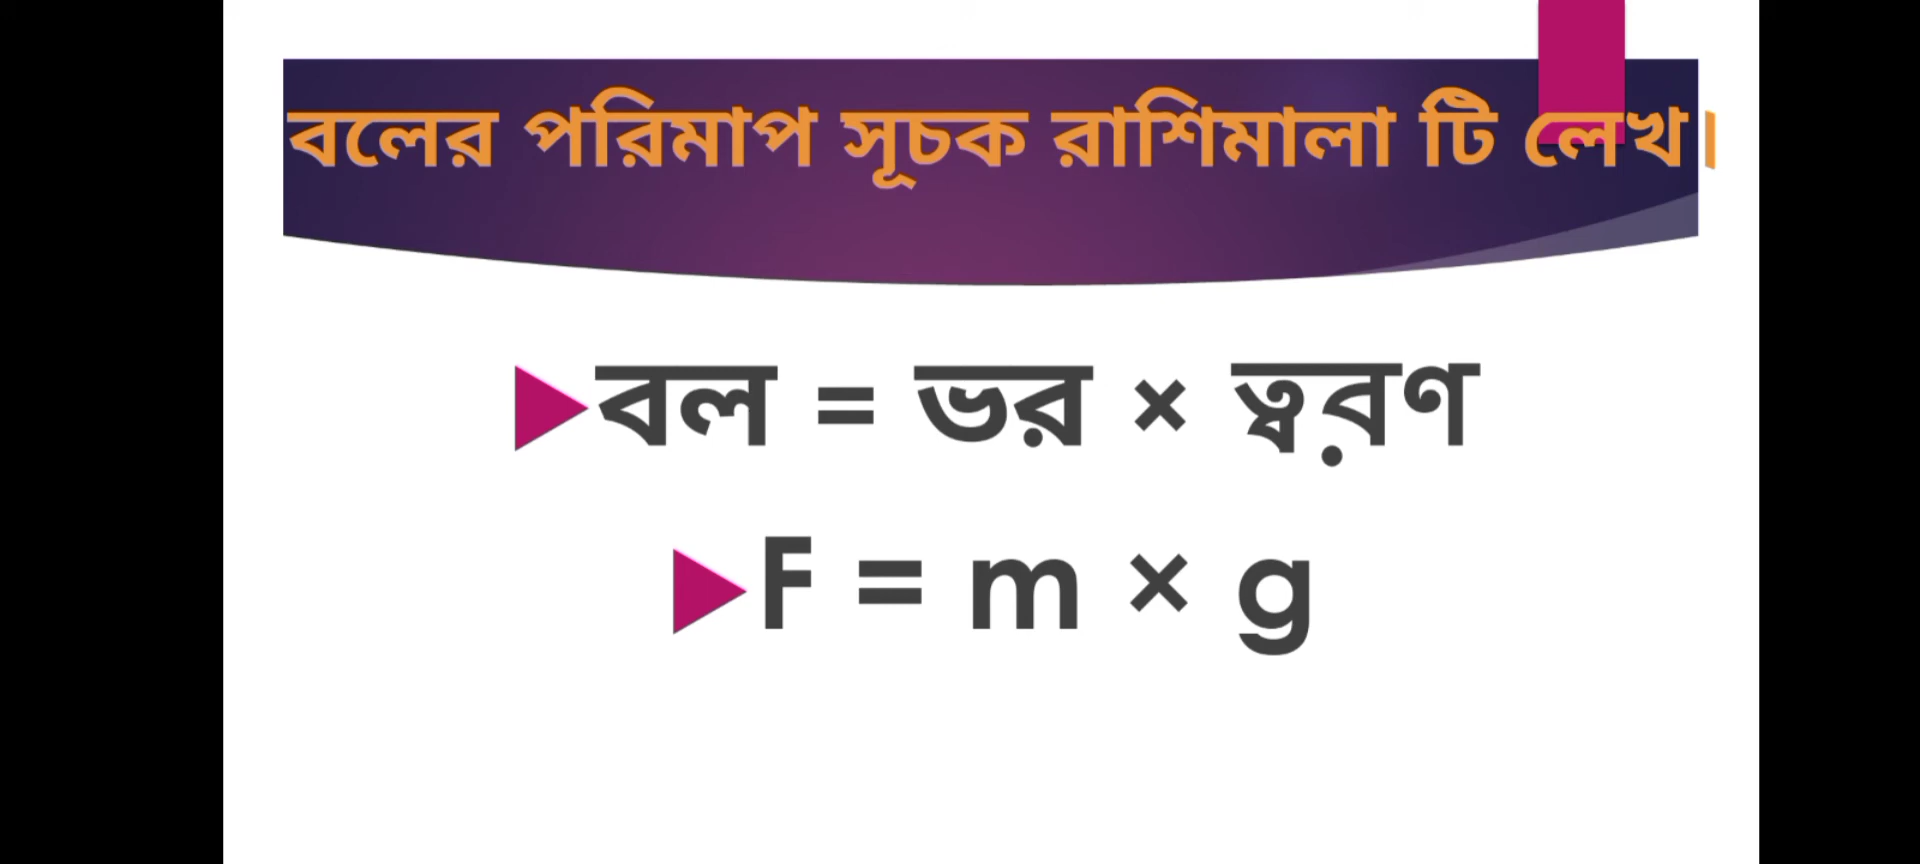 বলের পরিমাপ সূচক রাশিমালা টি লেখ।
বল = ভর × ত্বরণ
F = m × g